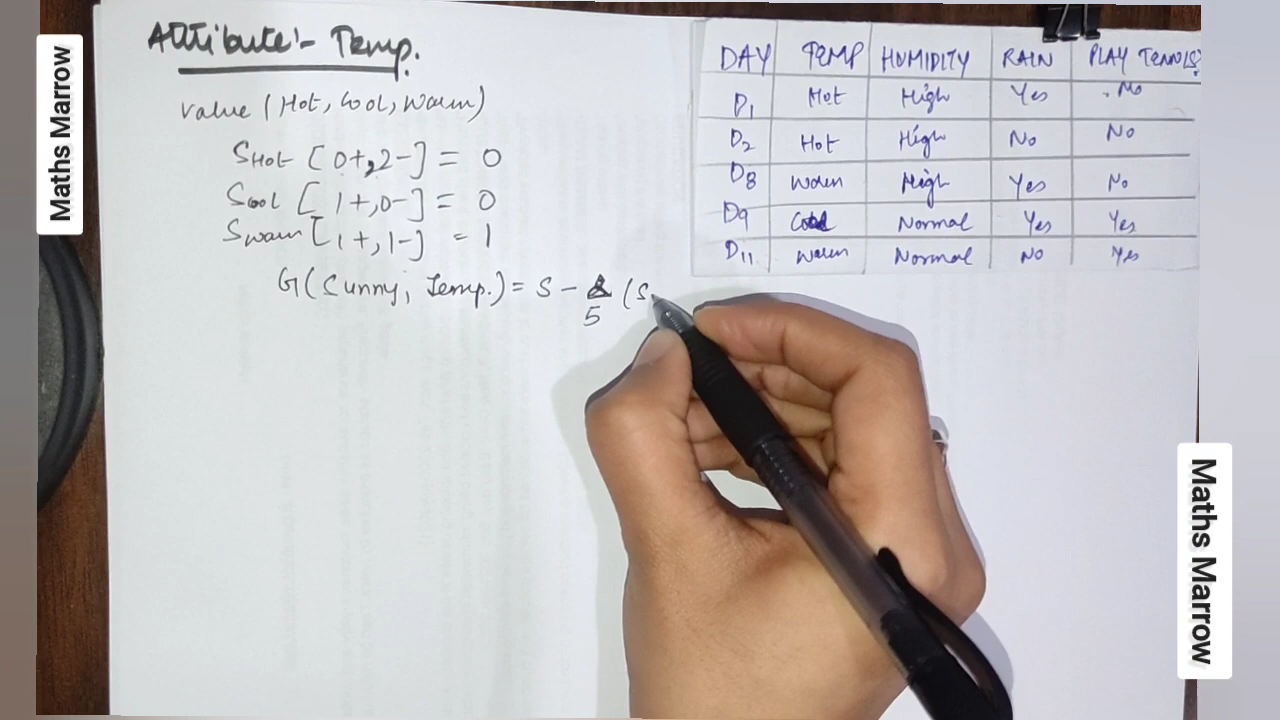 Maths Marrow
Attribute:- Temp.
value (Hot, Cool, Warm)
SHot [0+, 2-] = 0
Scool [1+, 0-] = 0
Swarm [1+, 1-] = 1
G(Sunny, Temp.) = S - 2/5 (S
DAY TEMP HUMIDITY RAIN PLAY TENNIS?
D1 Hot High Yes No
D2 Hot High No No
D8 Warm High Yes No
D9 Cool Normal Yes Yes
D11 Warm Normal No Yes
Maths Marrow